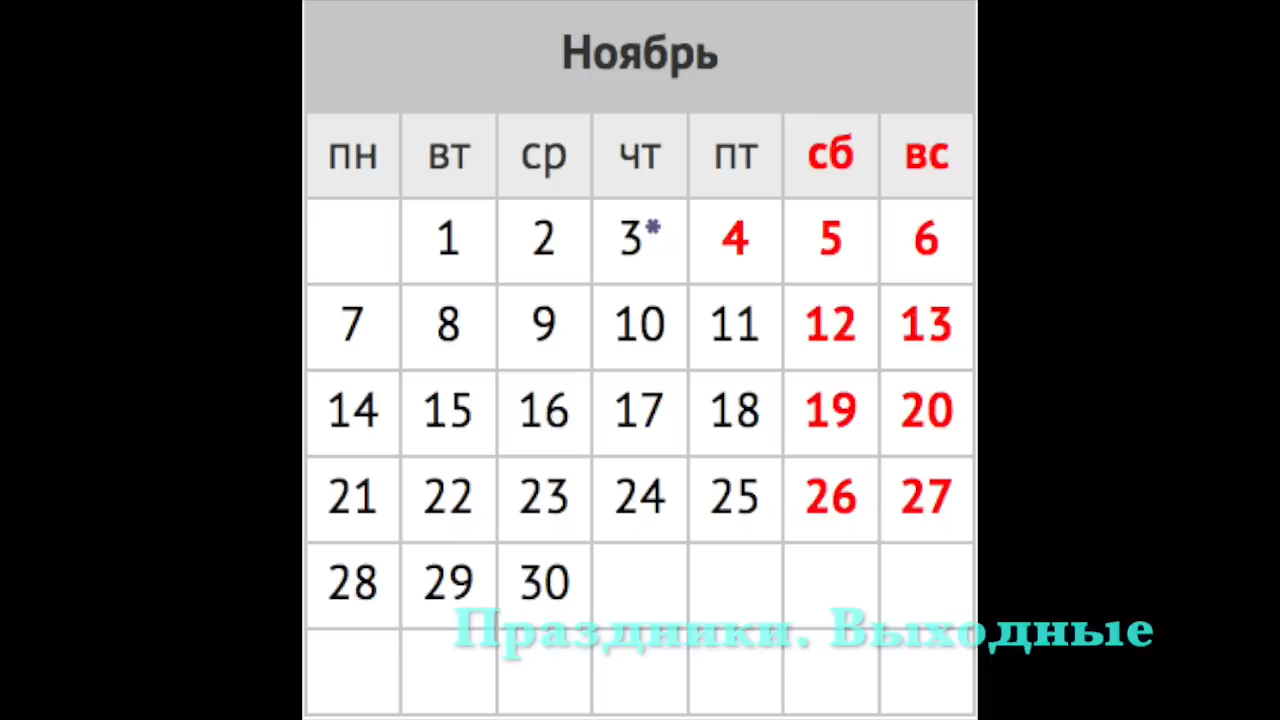 Ноябрь
пн вт ср чт пт сб вс
1 2 3* 4 5 6
7 8 9 10 11 12 13
14 15 16 17 18 19 20
21 22 23 24 25 26 27
28 29 30
Праздники. Выходные